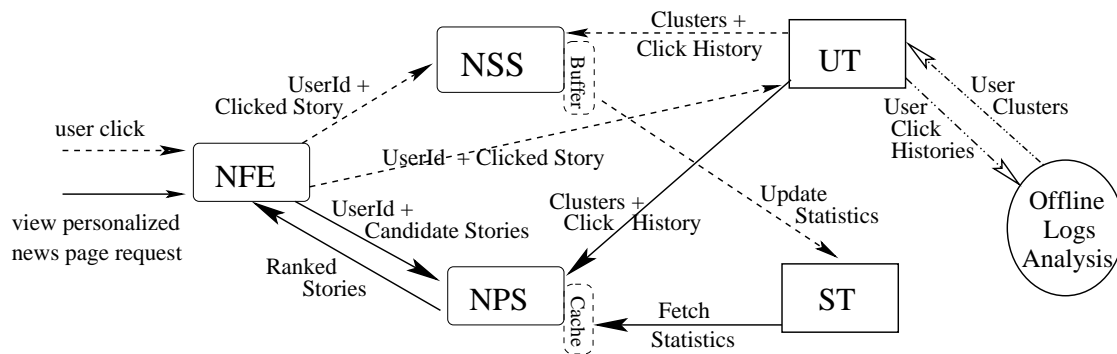 Clusters +
Click History
NSS
Buffer
UT
UserId +
Clicked Story
User
Clusters
User
Click
Histories
user click
NFE
UserId + Clicked Story
view personalized
news page request
UserId +
Candidate Stories
Clusters +
Click History
Update
Statistics
Offline
Logs
Analysis
Ranked
Stories
NPS
Cache
Fetch
Statistics
ST